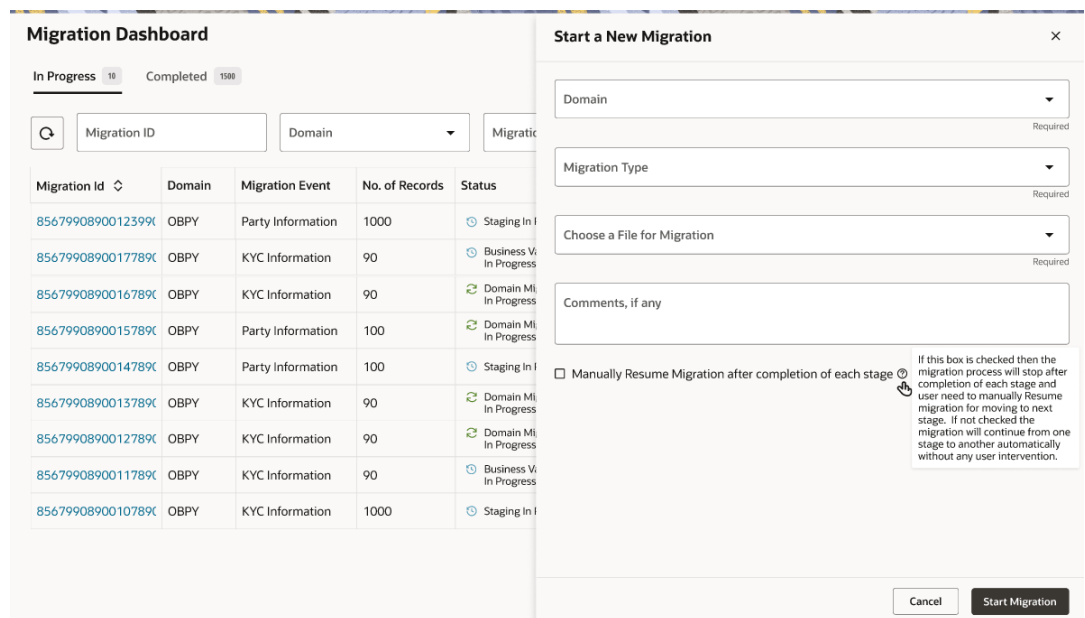 Migration Dashboard
In Progress 10 Completed 1500
Migration ID
Domain
Migratio
Migration Id Domain Migration Event No. of Records Status
8567990890012399( OBPY Party Information 1000 Staging In
8567990890017789( OBPY KYC Information 90 Business Va
In Progress
8567990890016789( OBPY KYC Information 90 Domain Mi
In Progress
8567990890015789( OBPY Party Information 100 Domain Mi
In Progress
8567990890014789( OBPY Party Information 100 Staging In
8567990890013789( OBPY KYC Information 90 Domain Mi
In Progress
8567990890012789( OBPY KYC Information 90 Domain Mi
In Progress
8567990890011789( OBPY KYC Information 90 Business Va
In Progress
8567990890010789( OBPY KYC Information 1000 Staging In
Start a New Migration
Domain
Required
Migration Type
Required
Choose a File for Migration
Required
Comments, if any
Manually Resume Migration after completion of each stage
If this box is checked then the
migration process will stop after
completion of each stage and
user need to manually Resume
migration for moving to next
stage. If not checked the
migration will continue from one
stage to another automatically
without any user intervention.
Cancel
Start Migration